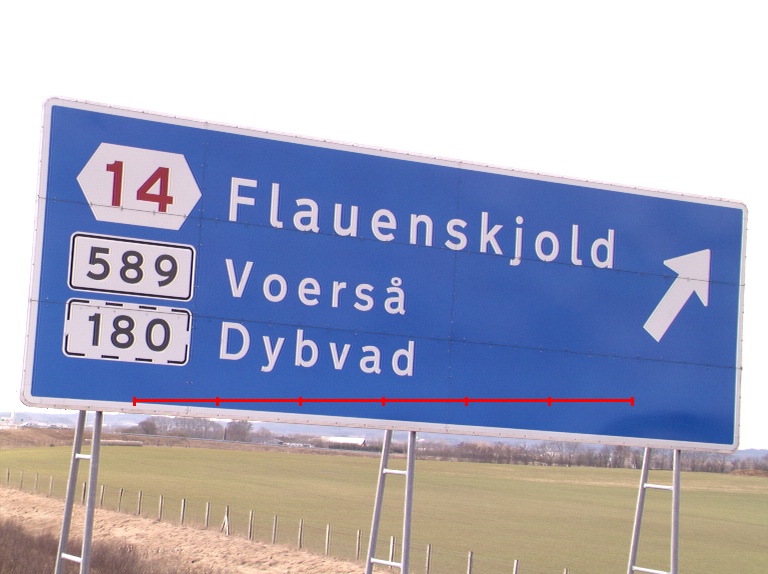 14 Flauenskjold
589 Voerså
180 Dybvad